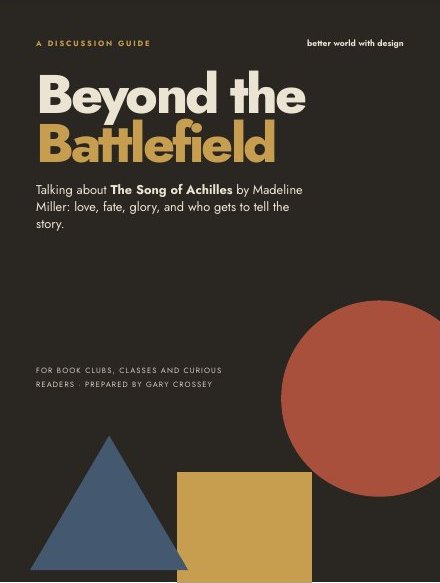 A DISCUSSION GUIDE
better world with design
Beyond the
Battlefield
Talking about The Song of Achilles by Madeline
Miller: love, fate, glory, and who gets to tell the
story.
FOR BOOK CLUBS, CLASSES AND CURIOUS
READERS · PREPARED BY GARY CROSSEY